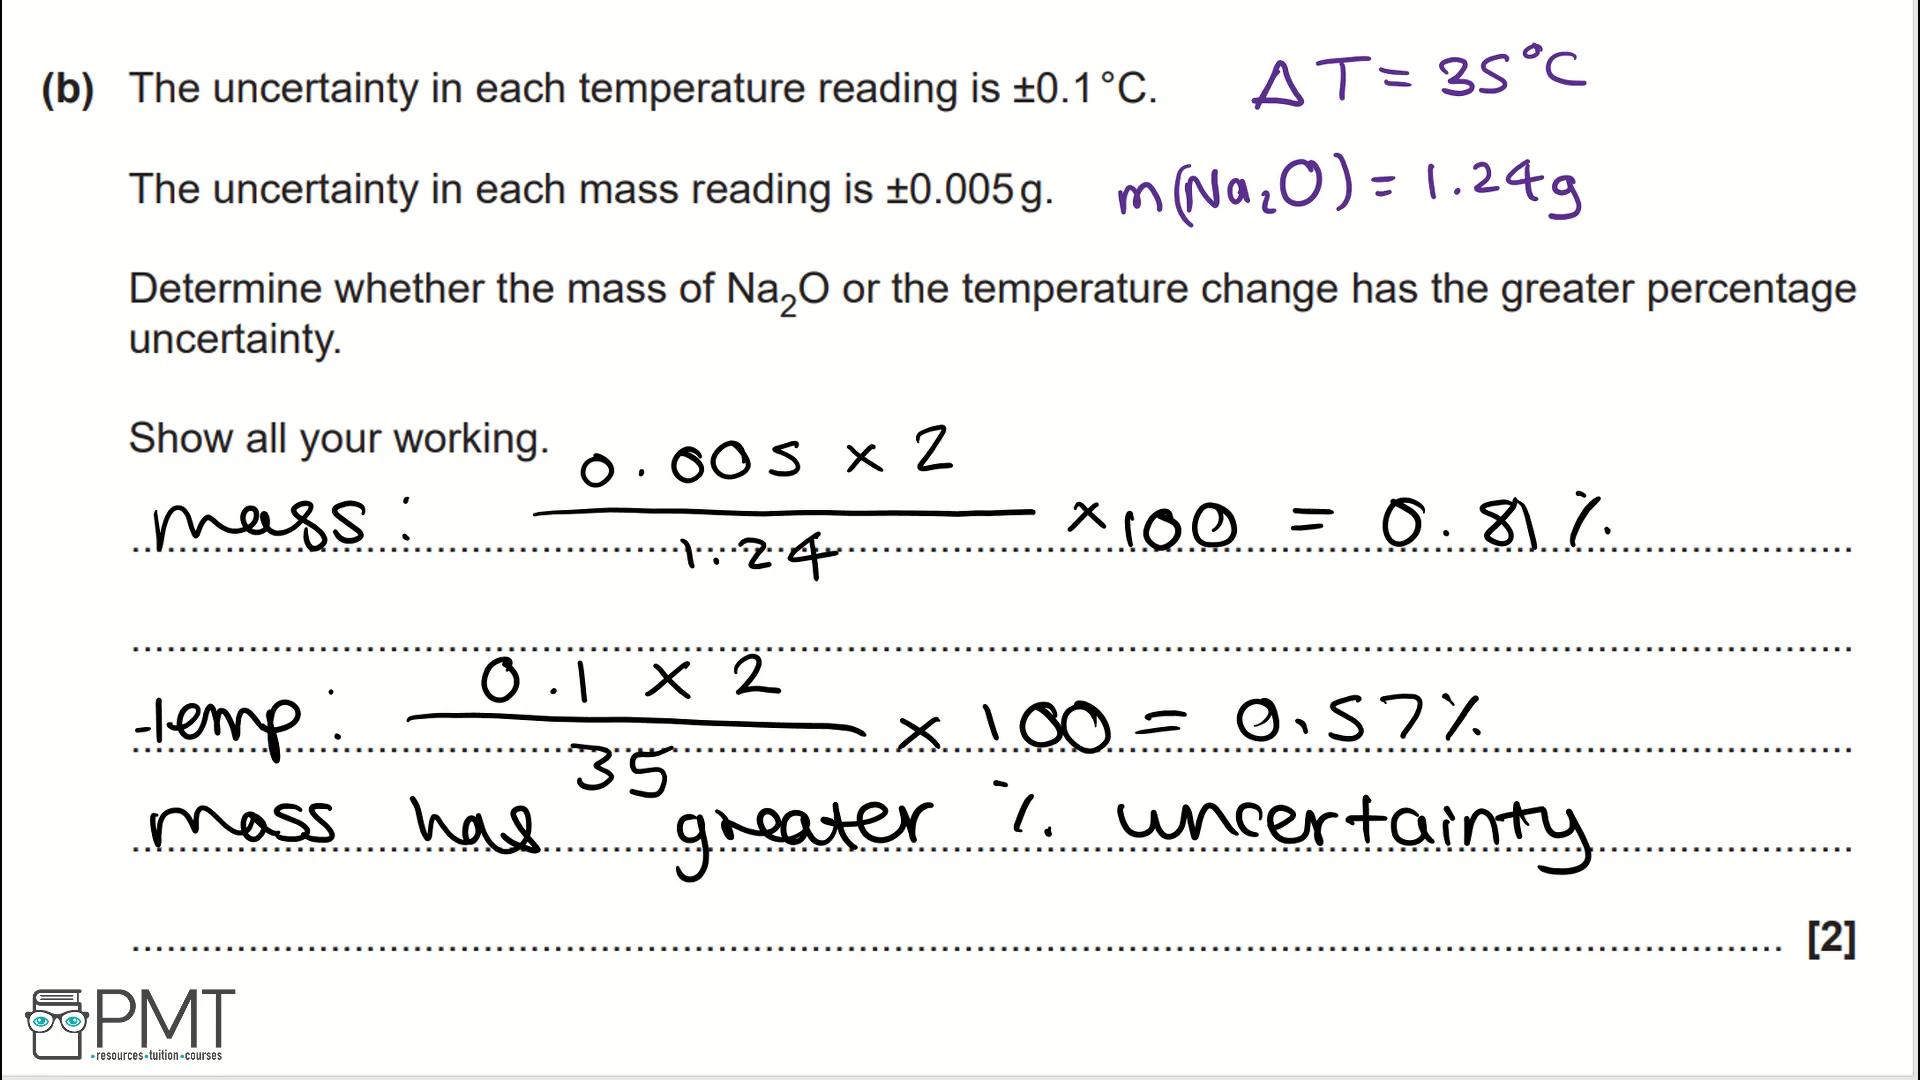 (b) The uncertainty in each temperature reading is ±0.1 °C. ΔT = 35°C
The uncertainty in each mass reading is ±0.005 g. m(Na₂O) = 1.24g
Determine whether the mass of Na₂O or the temperature change has the greater percentage
uncertainty.
Show all your working.
0.005 × 2
mass: ×100 = 0.81%
1.24
0.1 × 2
temp: × 100 = 0.57%
35
mass has greater % uncertainty
[2]
PMT
•resources•tuition•courses